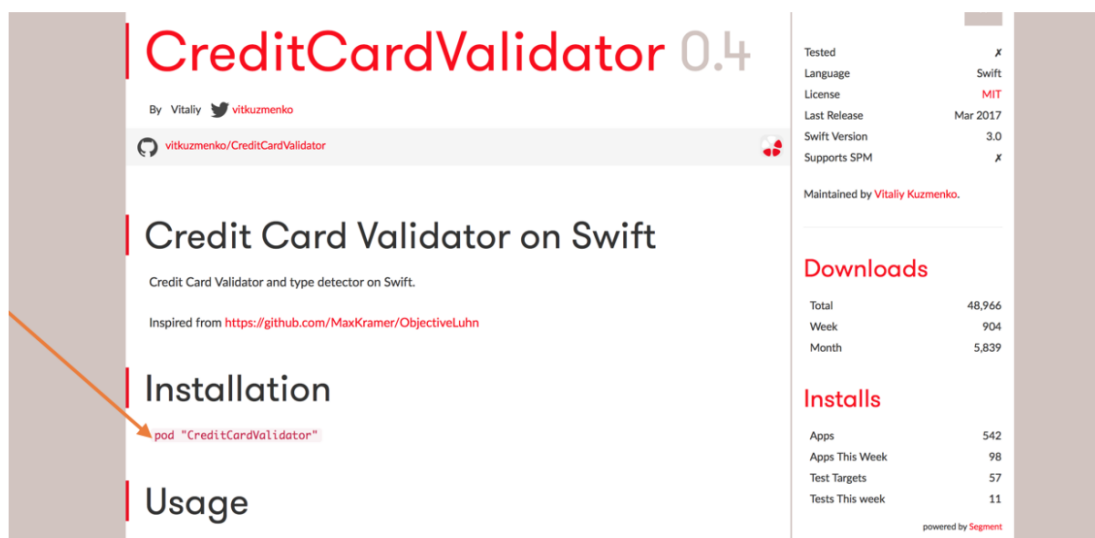 CreditCardValidator 0.4
By Vitaliy vitkuzmenko
vitkuzmenko/CreditCardValidator
Credit Card Validator on Swift
Credit Card Validator and type detector on Swift.
Inspired from https://github.com/MaxKramer/ObjectiveLuhn
Installation
pod "CreditCardValidator"
Usage
Tested ✗
Language Swift
License MIT
Last Release Mar 2017
Swift Version 3.0
Supports SPM ✗
Maintained by Vitaliy Kuzmenko.
Downloads
Total 48,966
Week 904
Month 5,839
Installs
Apps 542
Apps This Week 98
Test Targets 57
Tests This week 11
powered by Segment